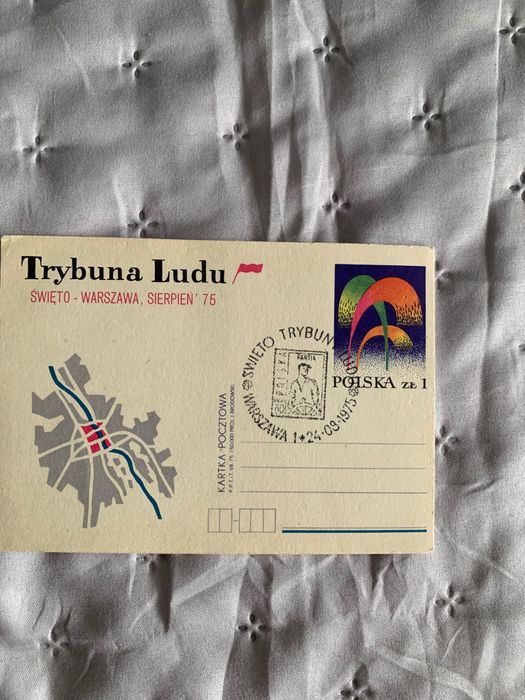 Trybuna Ludu
ŚWIĘTO - WARSZAWA, SIERPIEŃ' 75
POLSKA ZŁ 1
ŚWIĘTO TRYBUNY LUDU
PARTIA
POLSKA
WARSZAWA 1 * 24-08-1975
KARTKA POCZTOWA